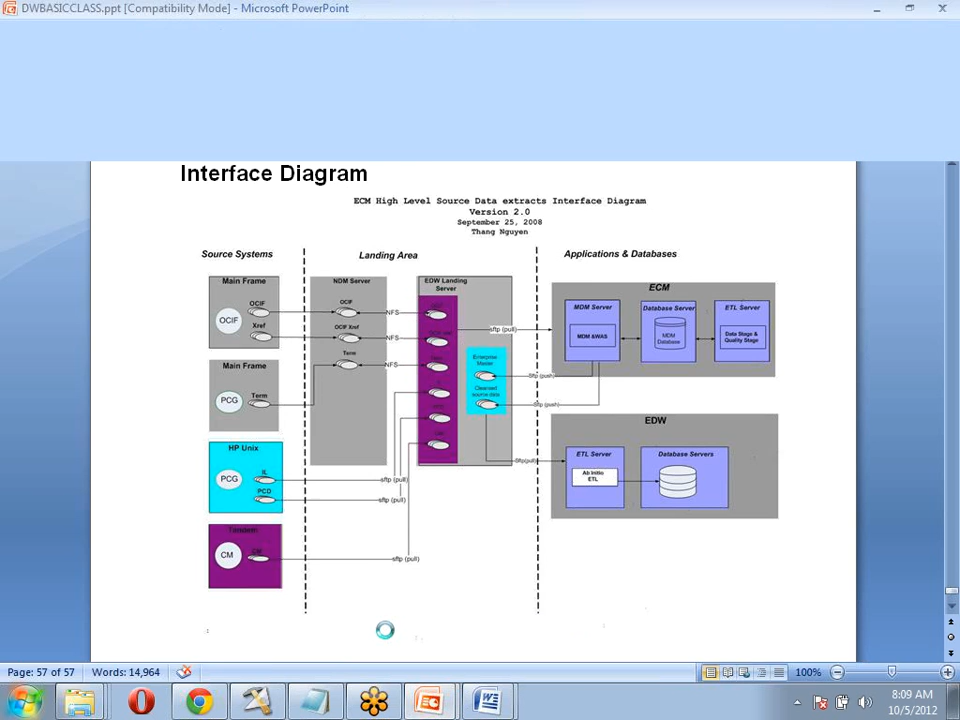 DWBASICCLASS.ppt [Compatibility Mode] - Microsoft PowerPoint
Interface Diagram
ECM High Level Source Data extracts Interface Diagram
Version 2.0
September 25, 2008
Thang Nguyen
Source Systems
Landing Area
Applications & Databases
Main Frame
OCIF
OCIF
Xref
Main Frame
PCG
Term
HP Unix
PCG
IL
PCD
Tandem
CM
CM
NDM Server
OCIF
OCIF Xref
Term
NFS
NFS
NFS
sftp (pull)
sftp (pull)
sftp (pull)
EDW Landing
Server
Enterprise
Master
Cleansed
source data
sftp (pull)
Sftp (push)
Sftp (push)
Sftp(pull)
ECM
MDM Server
MDM &WAS
Database Server
MDM
Database
ETL Server
Data Stage &
Quality Stage
EDW
ETL Server
Ab Initio
ETL
Database Servers
Page: 57 of 57
Words: 14,964
100%
8:09 AM
10/5/2012